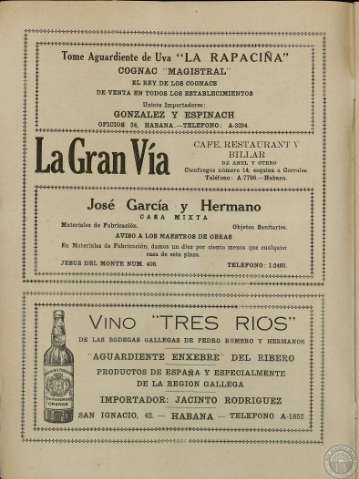 Tome Aguardiente de Uva "LA RAPACIÑA"
COGNAC "MAGISTRAL"
EL REY DE LOS COGNACS
DE VENTA EN TODOS LOS ESTABLECIMIENTOS
Unicos Importadores:
GONZALEZ Y ESPINACH
OFICIOS 34, HABANA.—TELEFONO: A-3294
La Gran Vía
CAFE, RESTAURANT Y
BILLAR
DE ABEL Y OTERO
Cienfuegos número 14, esquina a Corrales
Teléfono: A-7798.—Habana.
José García y Hermano
CASA MIXTA
Materiales de Fabricación. Objetos Sanitarios.
AVISO A LOS MAESTROS DE OBRAS
En Materiales de Fabricación, damos un diez por ciento menos que cualquier
casa de esta plaza.
JESUS DEL MONTE NUM. 408. TELEFONO: I-2460.
VINO "TRES RIOS"
DE LAS BODEGAS GALLEGAS DE PEDRO ROMERO Y HERMANOS
"AGUARDIENTE ENXEBRE" DEL RIBERO
PRODUCTOS DE ESPAÑA Y ESPECIALMENTE
DE LA REGION GALLEGA
IMPORTADOR: JACINTO RODRIGUEZ
SAN IGNACIO, 42. — HABANA — TELEFONO A-1852